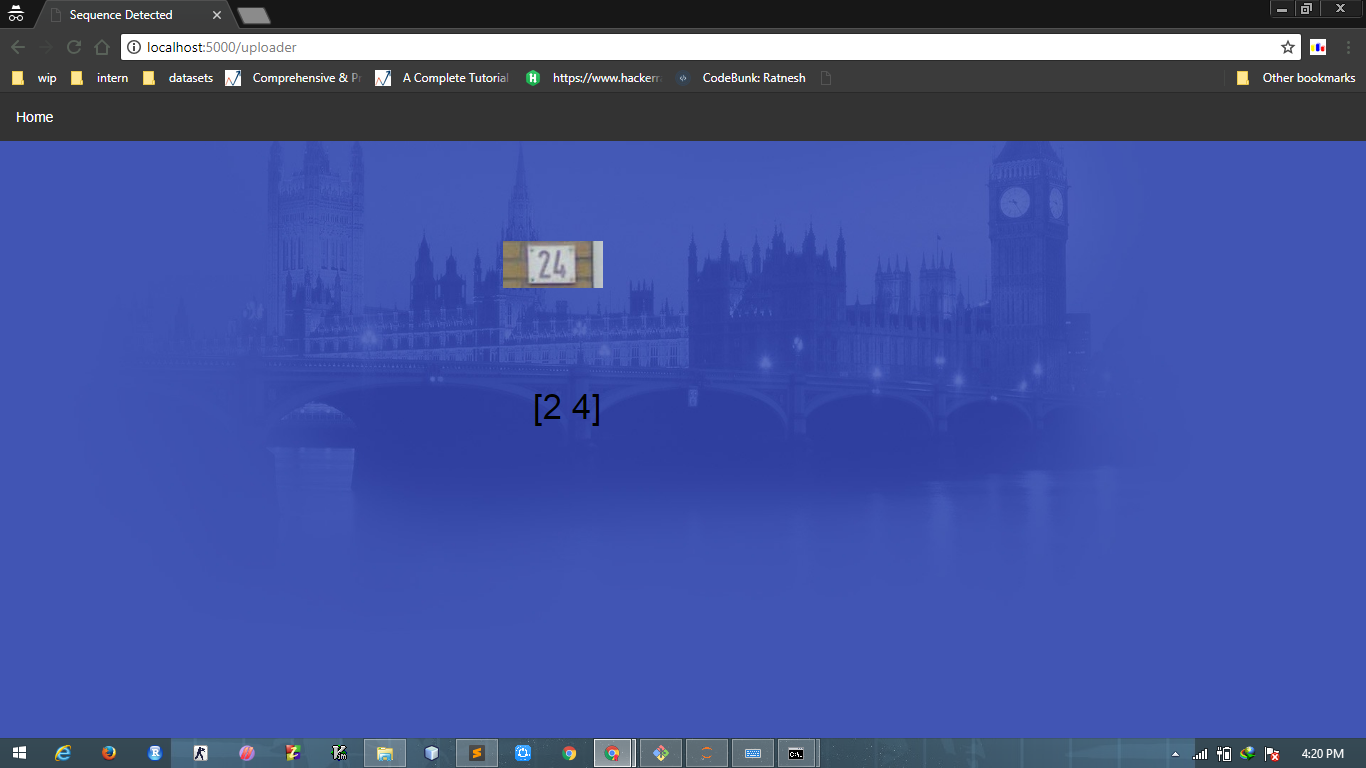 Sequence Detected
localhost:5000/uploader
wip intern datasets Comprehensive & Pr A Complete Tutorial https://www.hackerr CodeBunk: Ratnesh Other bookmarks
Home
24
[2 4]
4:20 PM